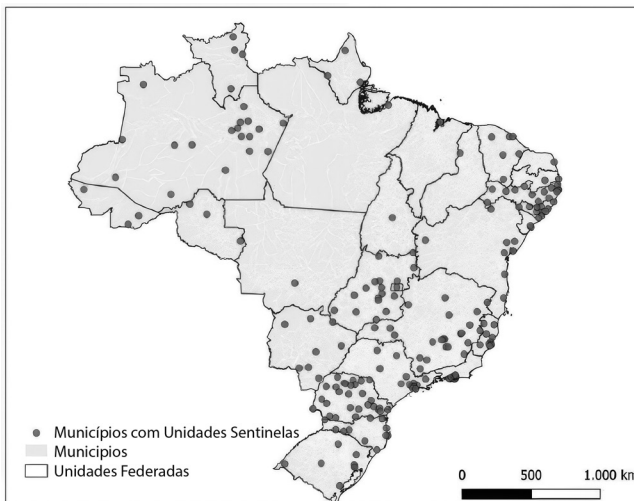 Municípios com Unidades Sentinelas
Municipios
Unidades Federadas
0 500 1.000 km